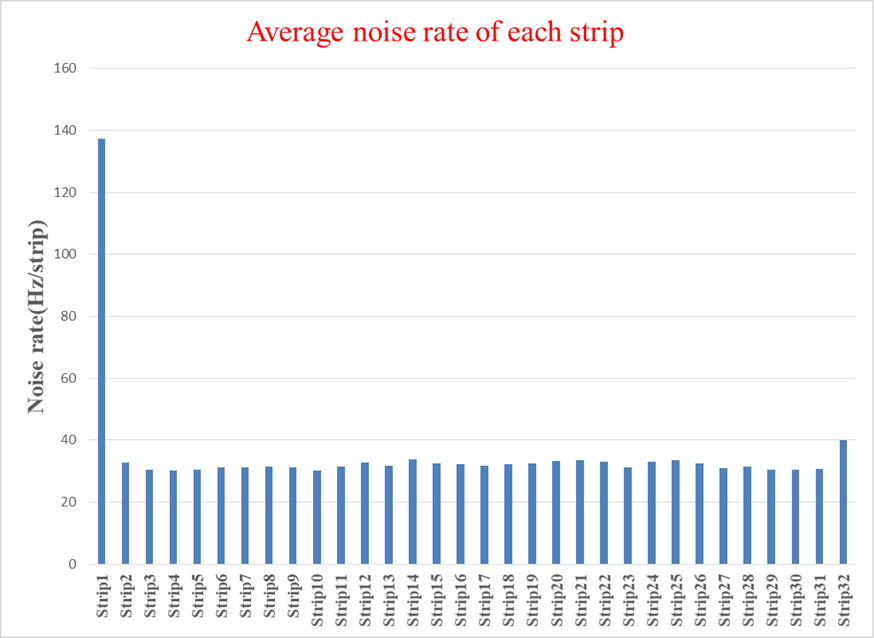 Average noise rate of each strip
160
140
120
100
80
60
40
20
0
Noise rate(Hz/strip)
Strip1
Strip2
Strip3
Strip4
Strip5
Strip6
Strip7
Strip8
Strip9
Strip10
Strip11
Strip12
Strip13
Strip14
Strip15
Strip16
Strip17
Strip18
Strip19
Strip20
Strip21
Strip22
Strip23
Strip24
Strip25
Strip26
Strip27
Strip28
Strip29
Strip30
Strip31
Strip32